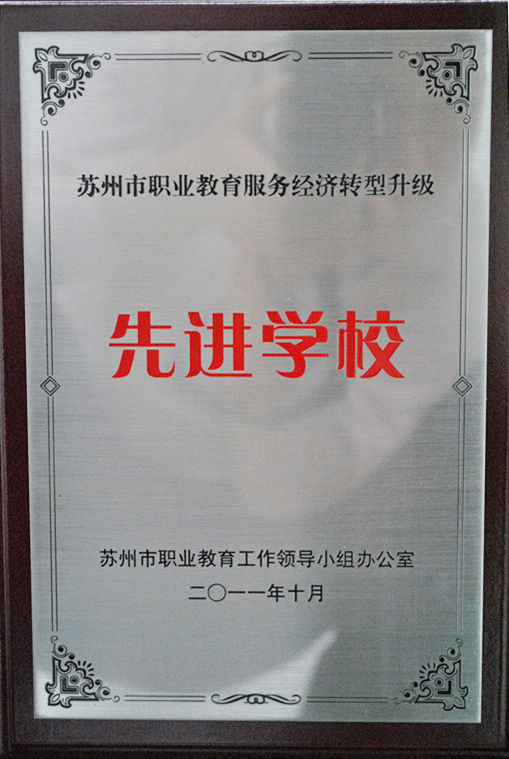 苏州市职业教育服务经济转型升级
先进学校
苏州市职业教育工作领导小组办公室
二〇一一年十月